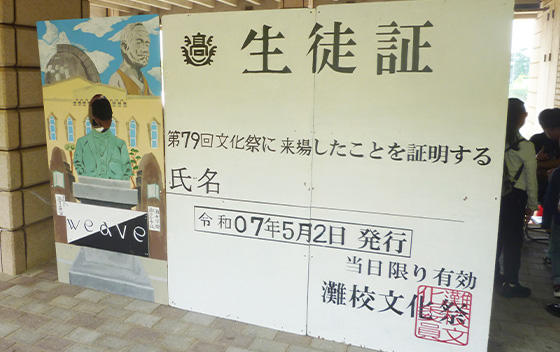 高
生徒証
第79回文化祭に来場したことを証明する
氏名
令和07年5月2日 発行
当日限り有効
灘校文化祭
weave